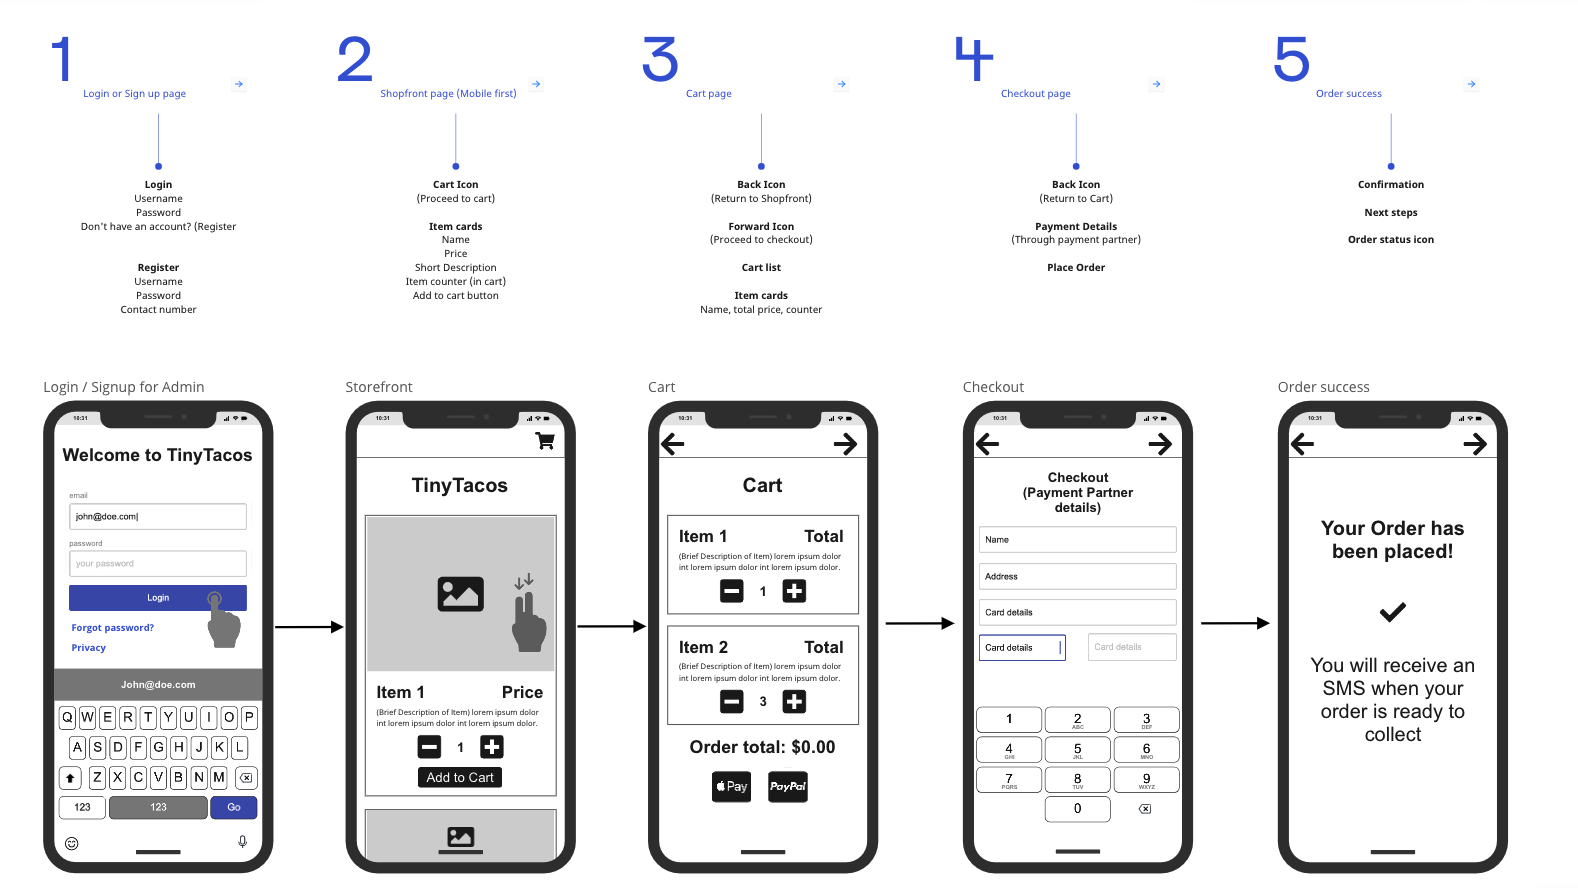 1
Login or Sign up page
Login
Username
Password
Don't have an account? (Register
Register
Username
Password
Contact number
2
Shopfront page (Mobile first)
Cart Icon
(Proceed to cart)
Item cards
Name
Price
Short Description
Item counter (in cart)
Add to cart button
3
Cart page
Back Icon
(Return to Shopfront)
Forward Icon
(Proceed to checkout)
Cart list
Item cards
Name, total price, counter
4
Checkout page
Back Icon
(Return to Cart)
Payment Details
(Through payment partner)
Place Order
5
Order success
Confirmation
Next steps
Order status icon
Login / Signup for Admin
10:31
Welcome to TinyTacos
email
john@doe.com
password
your password
Login
Forgot password?
Privacy
John@doe.com
Q W E R T Y U I O P
A S D F G H J K L
Z X C V B N M
123 123 Go
Storefront
10:31
TinyTacos
Item 1 Price
(Brief Description of Item) lorem ipsum dolor
int lorem ipsum dolor int lorem ipsum dolor.
1
Add to Cart
Cart
10:31
Cart
Item 1 Total
(Brief Description of Item) lorem ipsum dolor
int lorem ipsum dolor int lorem ipsum dolor.
1
Item 2 Total
(Brief Description of Item) lorem ipsum dolor
int lorem ipsum dolor int lorem ipsum dolor.
3
Order total: $0.00
Pay PayPal
Checkout
10:31
Checkout
(Payment Partner
details)
Name
Address
Card details
Card details Card details
1 2 3
ABC DEF
4 5 6
GHI JKL MNO
7 8 9
PQRS TUV WXYZ
0
Order success
10:31
Your Order has
been placed!
You will receive an
SMS when your
order is ready to
collect